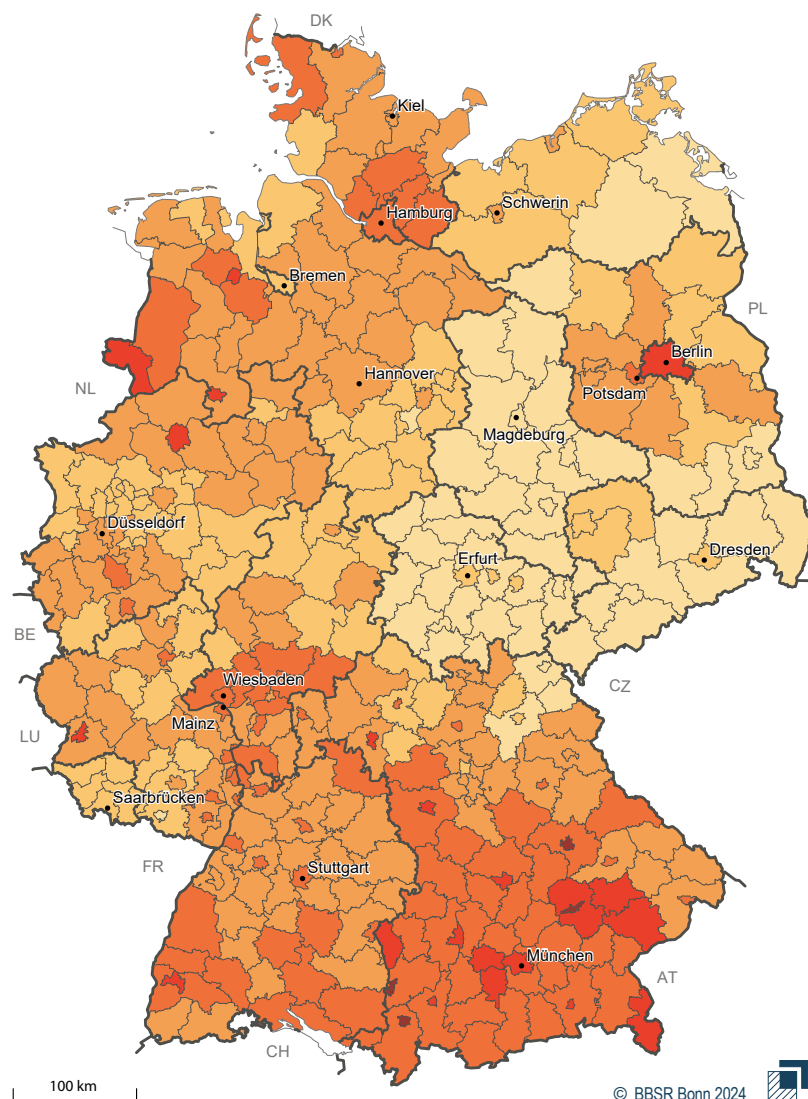 DK
Kiel
Schwerin
Hamburg
Bremen
PL
Berlin
Hannover
NL
Potsdam
Magdeburg
Düsseldorf
Dresden
Erfurt
BE
Wiesbaden
CZ
Mainz
LU
Saarbrücken
FR
Stuttgart
München
AT
CH
100 km
© BBSR Bonn 2024